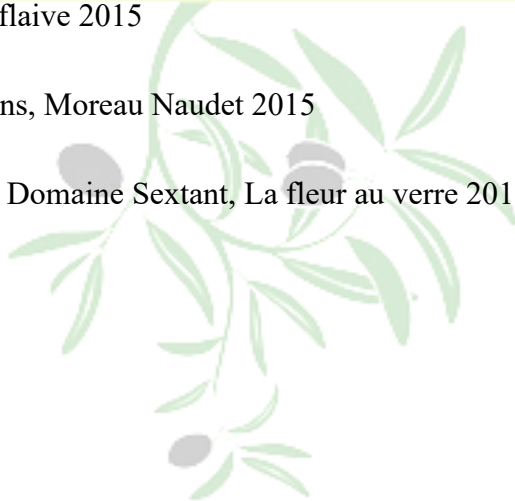 flaive 2015
ns, Moreau Naudet 2015
Domaine Sextant, La fleur au verre 201